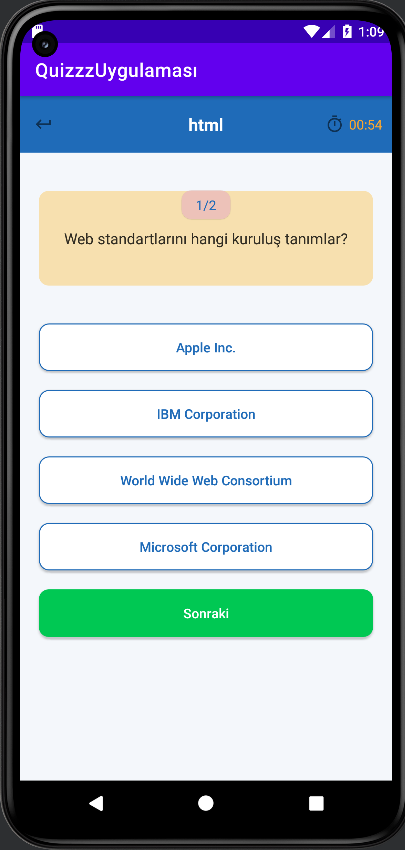 1:09
QuizzzUygulaması
html
00:54
1/2
Web standartlarını hangi kuruluş tanımlar?
Apple Inc.
IBM Corporation
World Wide Web Consortium
Microsoft Corporation
Sonraki